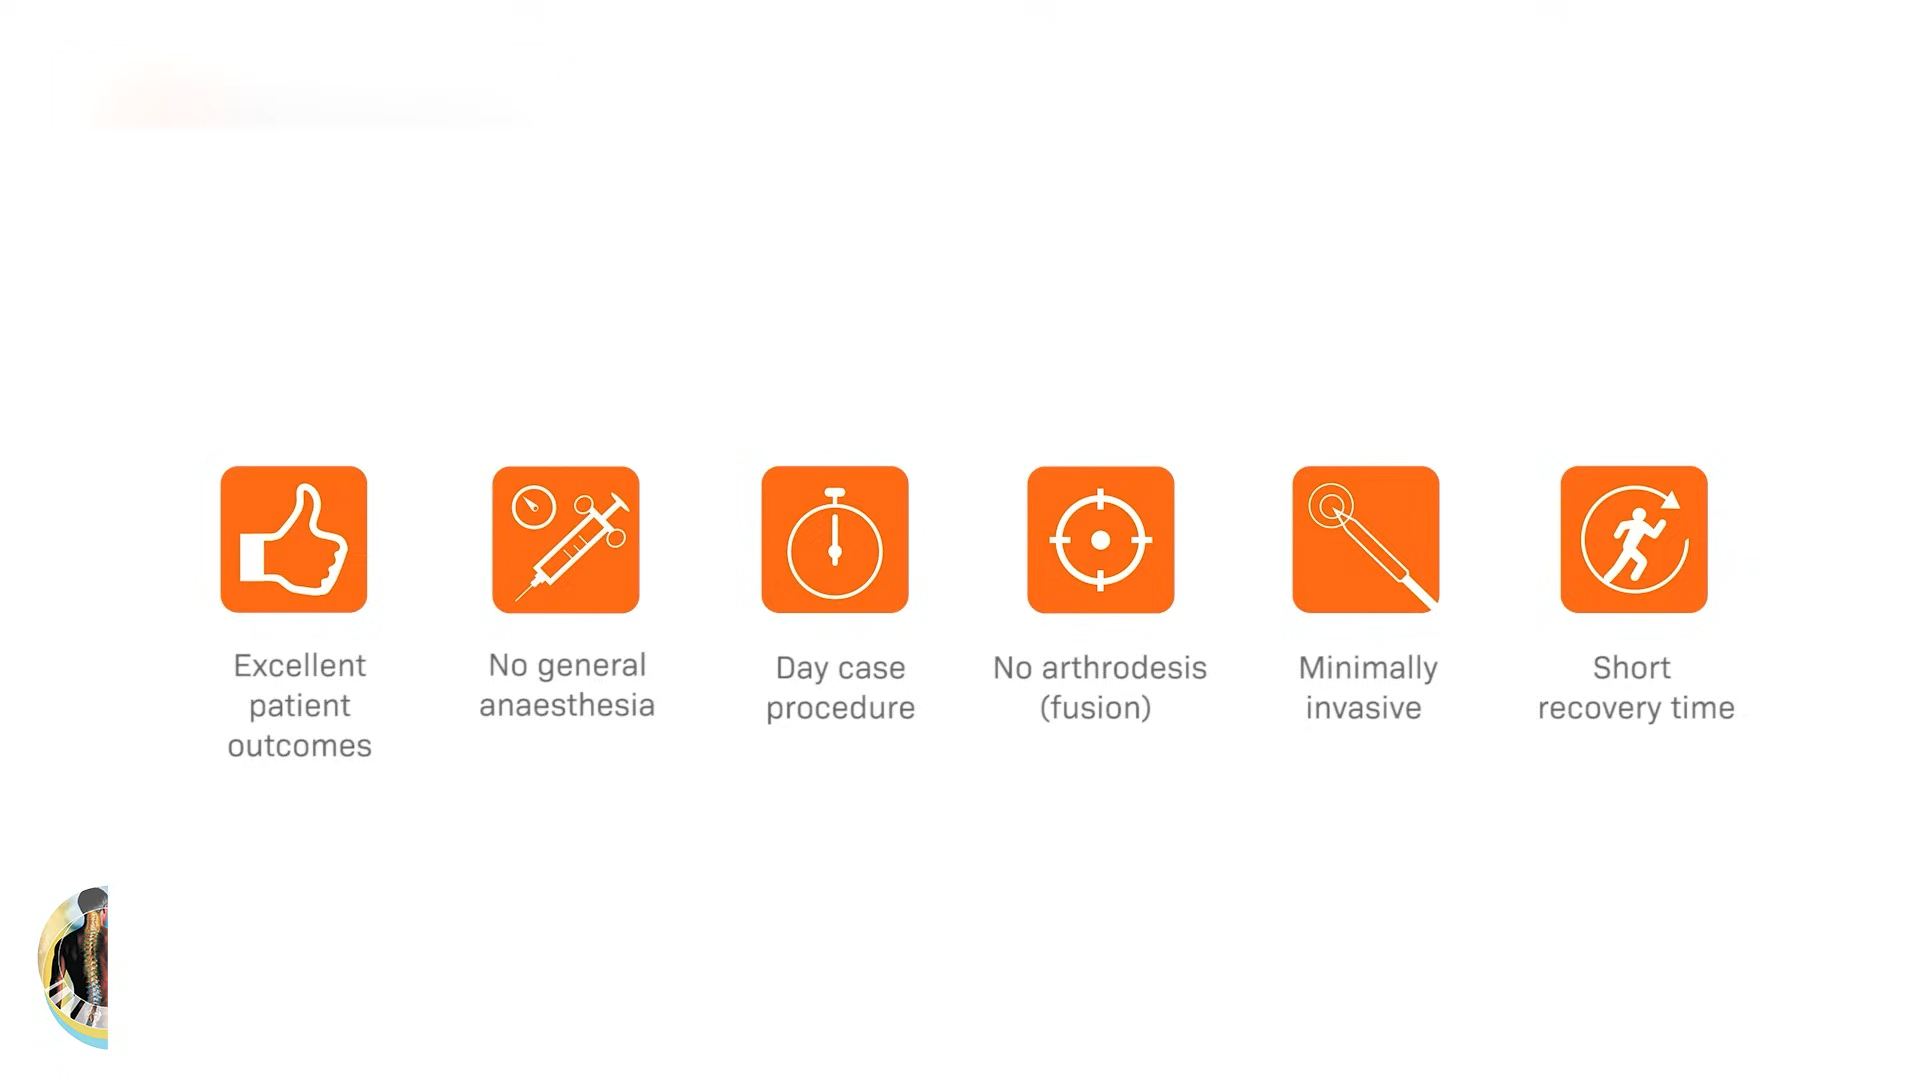 Excellent
patient
outcomes
No general
anaesthesia
Day case
procedure
No arthrodesis
(fusion)
Minimally
invasive
Short
recovery time